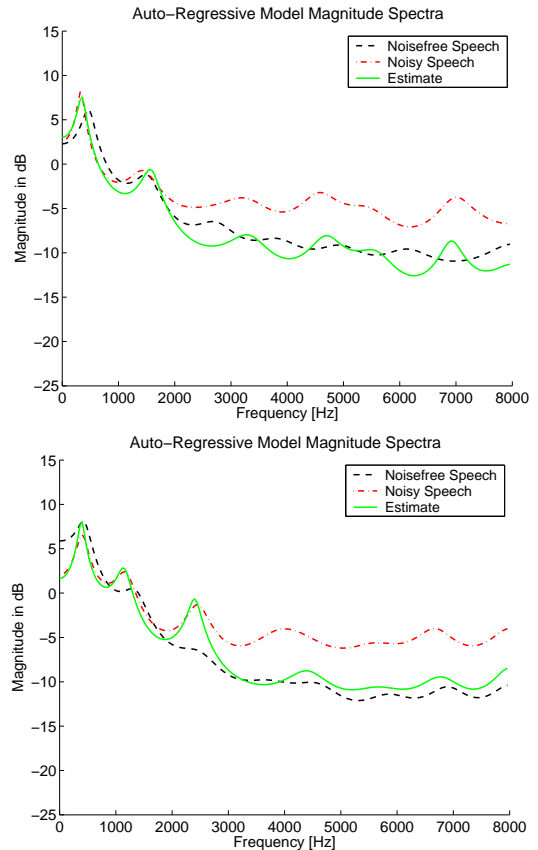 Auto−Regressive Model Magnitude Spectra
15
10
5
0
−5
−10
−15
−20
−25
Magnitude in dB
Noisefree Speech
Noisy Speech
Estimate
0 1000 2000 3000 4000 5000 6000 7000 8000
Frequency [Hz]
Auto−Regressive Model Magnitude Spectra
15
10
5
0
−5
−10
−15
−20
−25
Magnitude in dB
Noisefree Speech
Noisy Speech
Estimate
0 1000 2000 3000 4000 5000 6000 7000 8000
Frequency [Hz]